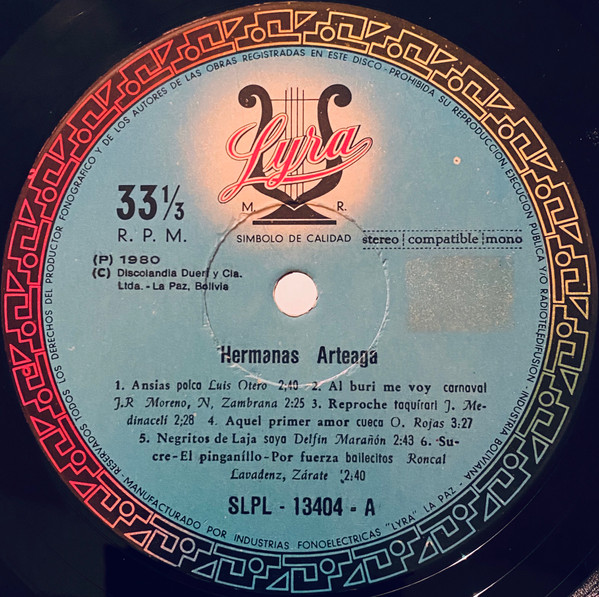 RESERVADOS TODOS LOS DERECHOS DEL PRODUCTOR FONOGRAFICO Y DE LOS AUTORES DE LAS OBRAS REGISTRADAS EN ESTE DISCO - PROHIBIDA SU REPRODUCCION, EJECUCION PUBLICA Y/O RADIOTELEDIFUSION - INDUSTRIA BOLIVIANA -
Lyra
M. R.
SIMBOLO DE CALIDAD
33 1/3
R. P. M.
stereo | compatible | mono
(P) 1980
(C) Discolandia Dueri y Cia.
Ltda. - La Paz, Bolivia
Hermanas Arteaga
1. Ansias polca Luis Otero 2;40 - 2. Al buri me voy carnaval
J.R Moreno, N, Zambrana 2:25 3. Reproche taquirari J. Me-
dinaceli 2;28 4. Aquel primer amor cueca O. Rojas 3:27
5. Negritos de Laja saya Delfin Marañón 2:43 6. Su-
cre-El pinganíllo-Por fuerza bailecitos Roncal
Lavadenz, Zárate 2:40
SLPL - 13404 - A
MANUFACTURADO POR INDUSTRIAS FONOELECTRICAS "LYRA" LA PAZ -